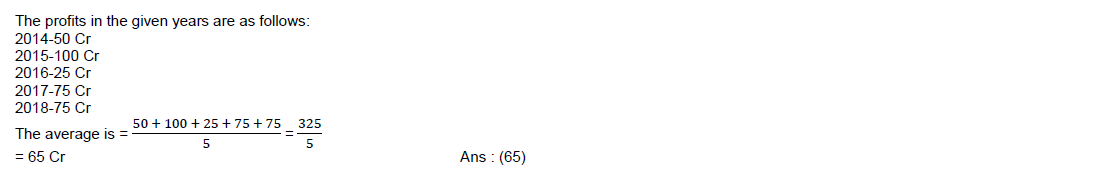 The profits in the given years are as follows:
2014-50 Cr
2015-100 Cr
2016-25 Cr
2017-75 Cr
2018-75 Cr
The average is = \frac{50 + 100 + 25 + 75 + 75}{5} = \frac{325}{5}
= 65 Cr Ans : (65)